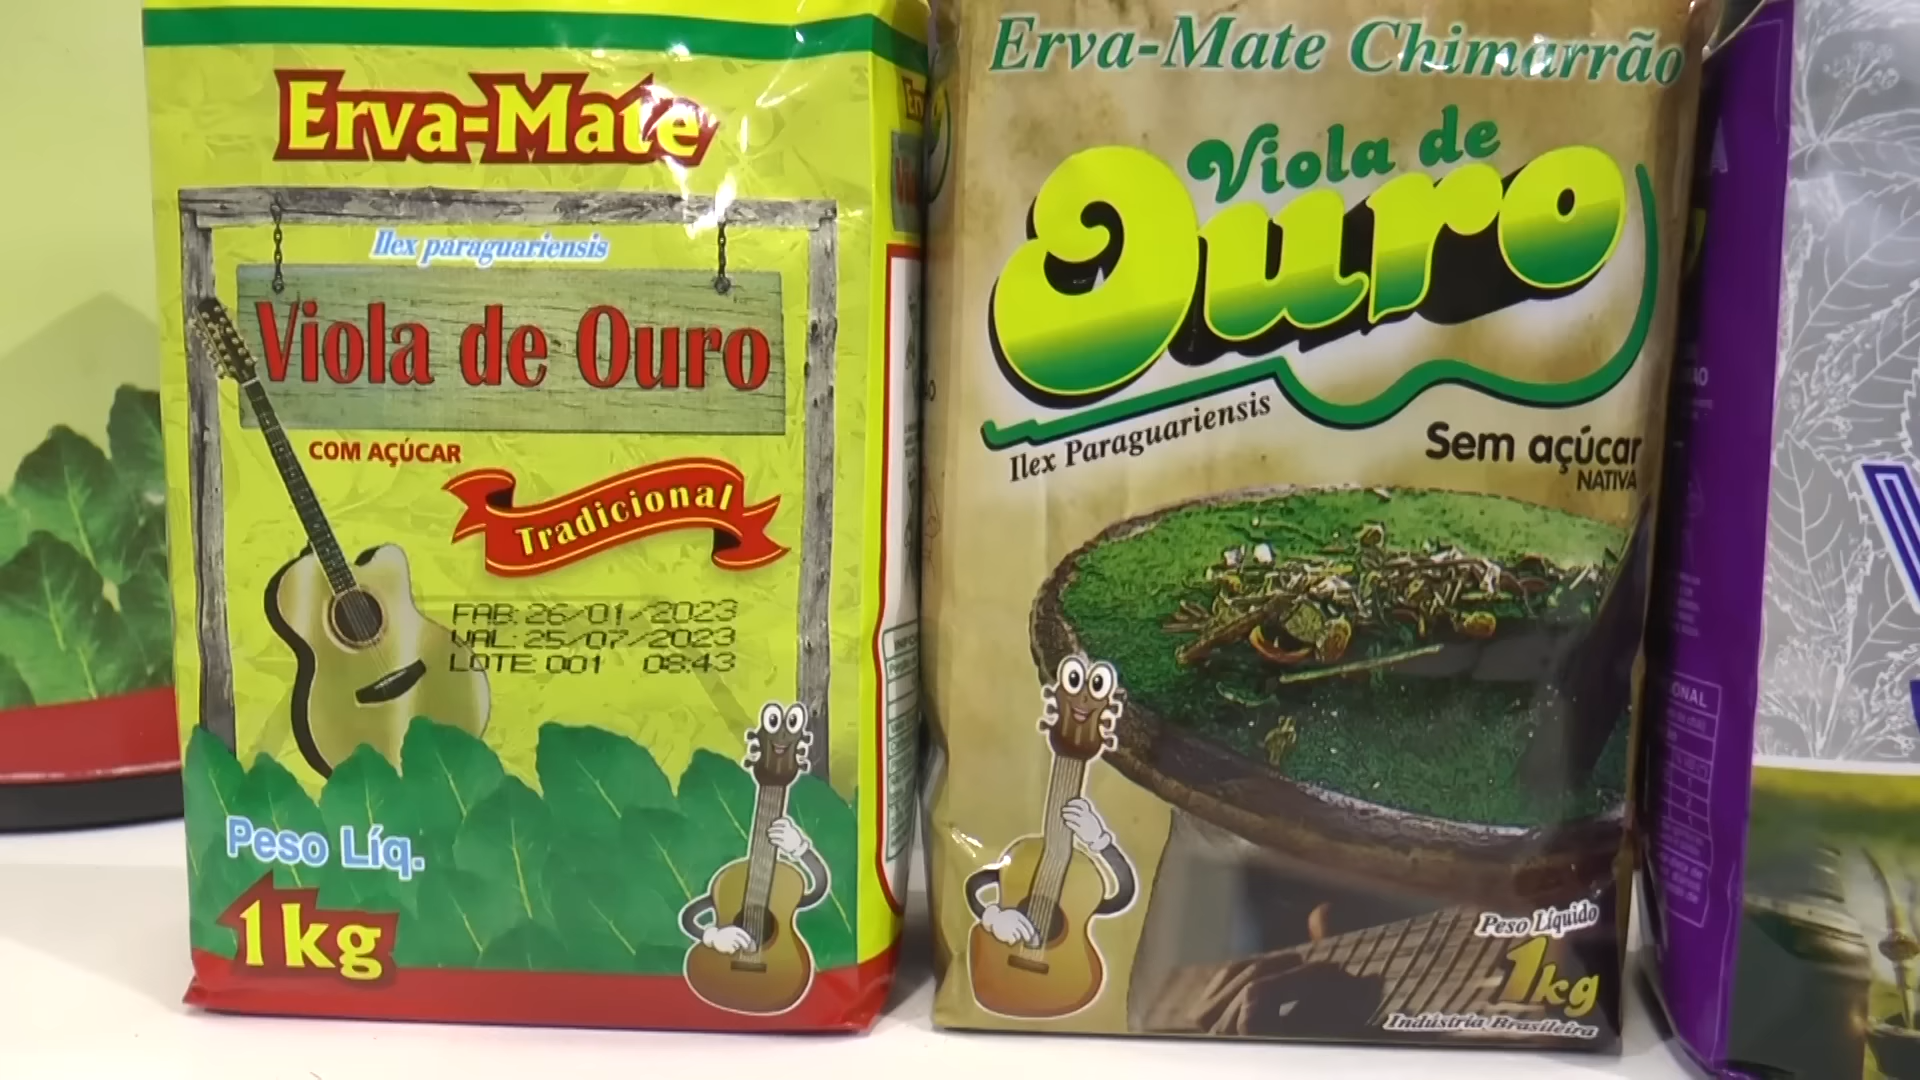 Erva-Mate
Ilex paraguariensis
Viola de Ouro
COM AÇÚCAR
Tradicional
FAB: 26/01/2023
VAL: 25/07/2023
LOTE: 001 08:43
Peso Líq.
1kg
Erva-Mate Chimarrão
Viola de
Ouro
Ilex Paraguariensis
Sem açúcar
NATIVA
Peso Líquido
1kg
Indústria Brasileira